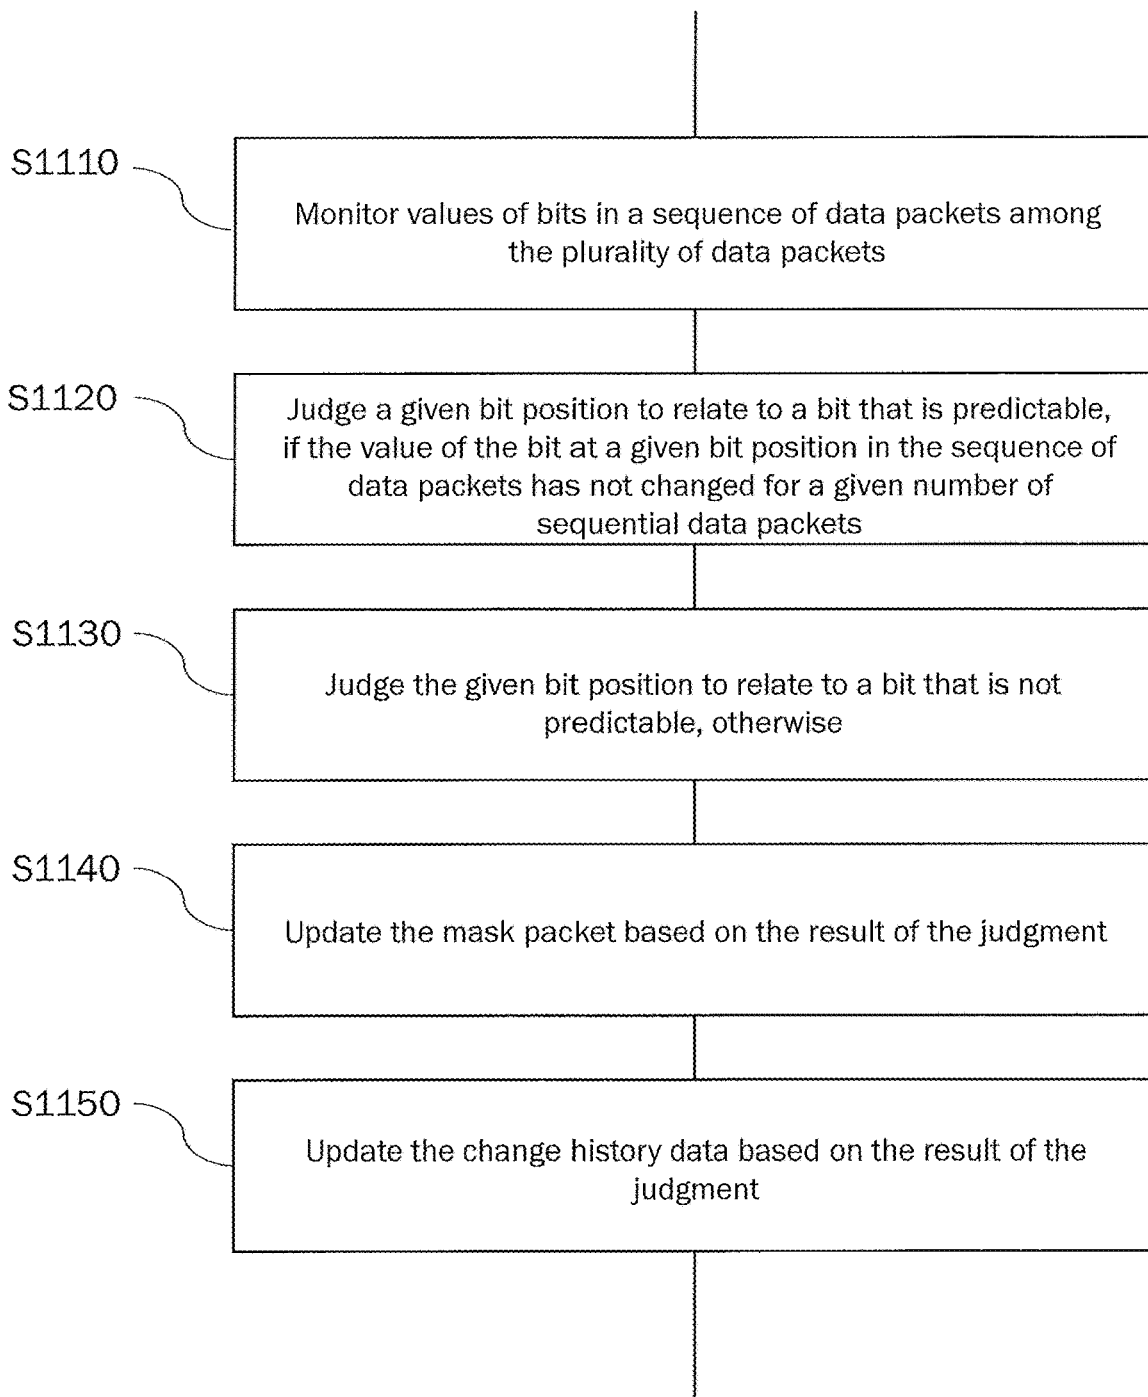 S1110
Monitor values of bits in a sequence of data packets among
the plurality of data packets
S1120
Judge a given bit position to relate to a bit that is predictable,
if the value of the bit at a given bit position in the sequence of
data packets has not changed for a given number of
sequential data packets
S1130
Judge the given bit position to relate to a bit that is not
predictable, otherwise
S1140
Update the mask packet based on the result of the judgment
S1150
Update the change history data based on the result of the
judgment